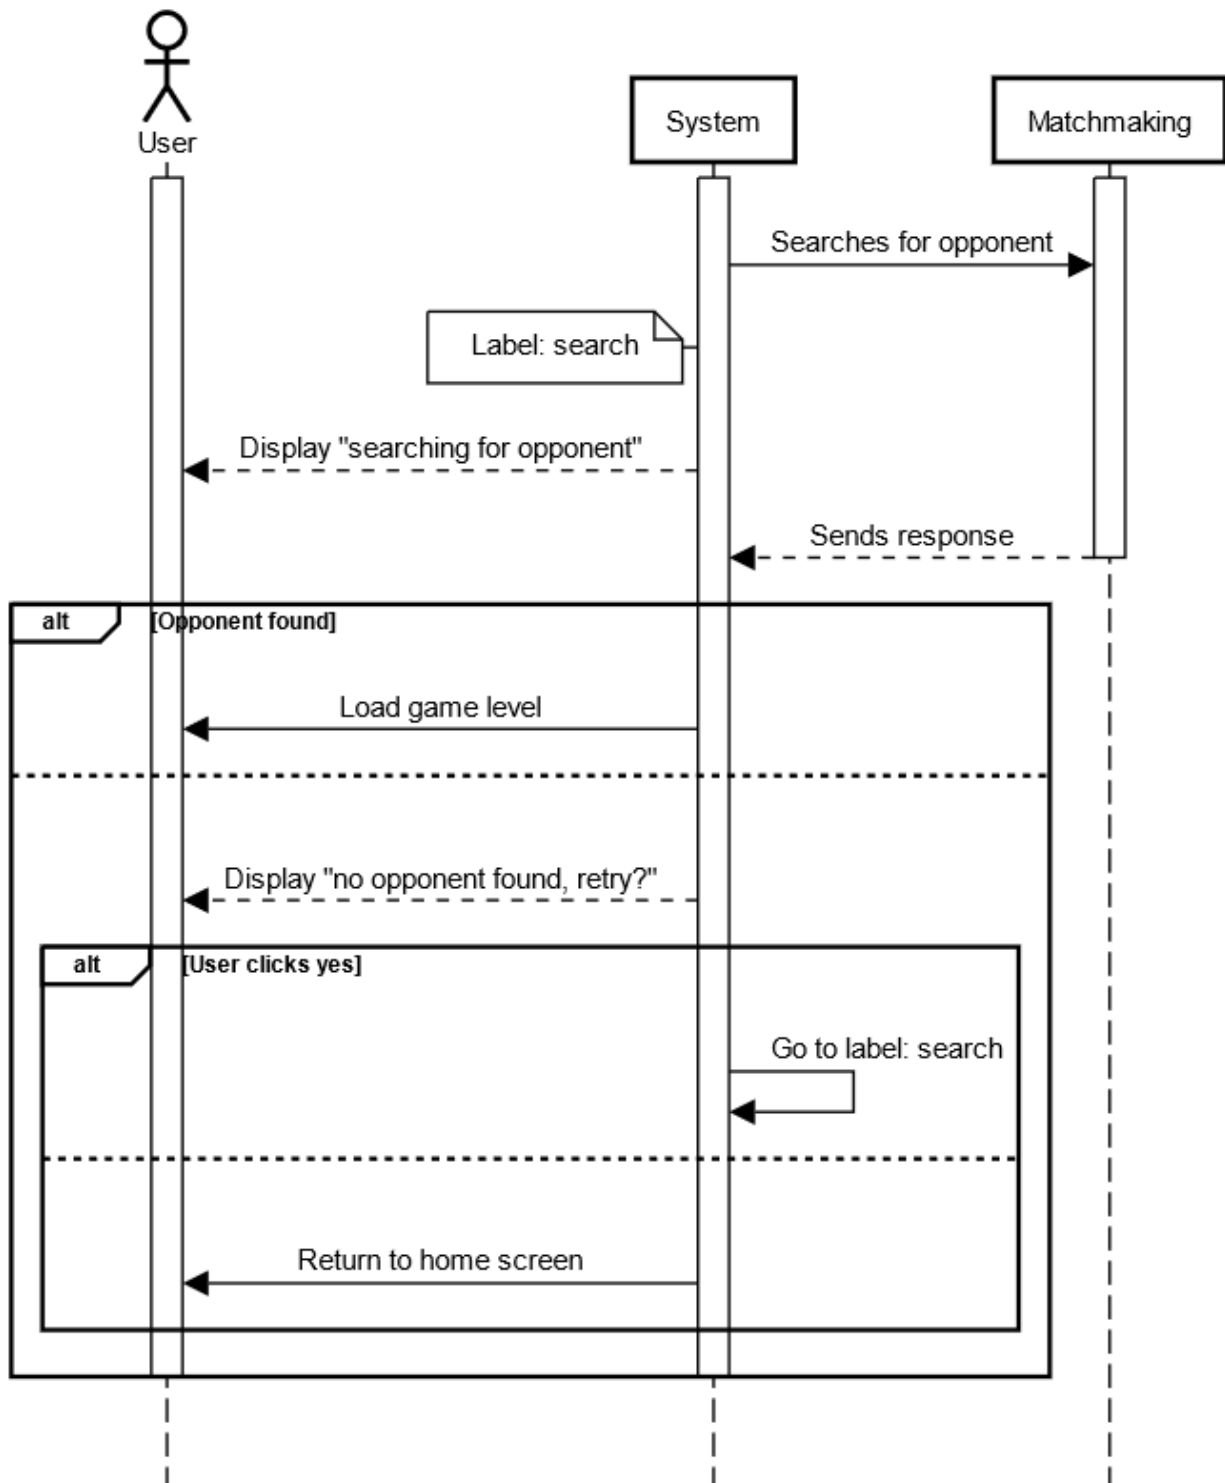 User
System
Matchmaking
Searches for opponent
Label: search
Display "searching for opponent"
Sends response
alt [Opponent found]
Load game level
Display "no opponent found, retry?"
alt [User clicks yes]
Go to label: search
Return to home screen